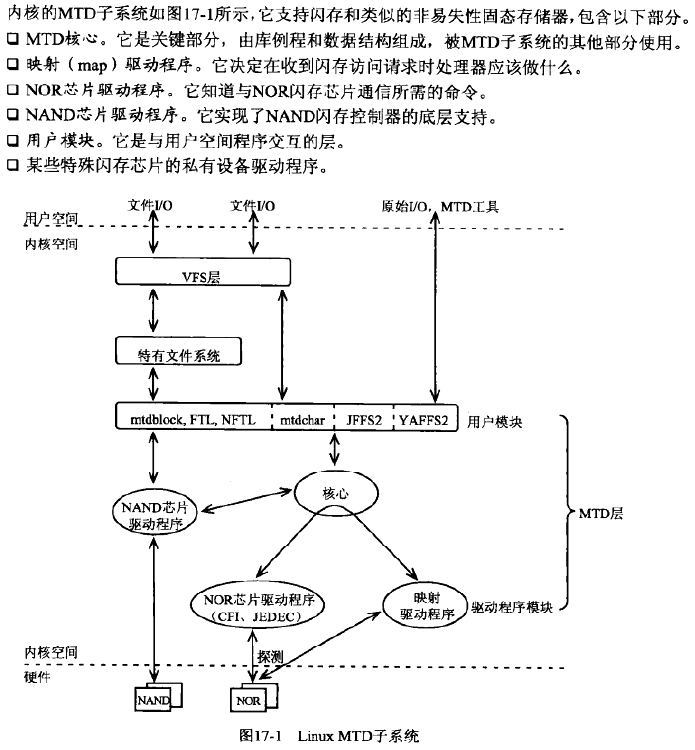 内核的MTD子系统如图17-1所示，它支持闪存和类似的非易失性固态存储器，包含以下部分。
❑ MTD核心。它是关键部分，由库例程和数据结构组成，被MTD子系统的其他部分使用。
❑ 映射（map）驱动程序。它决定在收到闪存访问请求时处理器应该做什么。
❑ NOR芯片驱动程序。它知道与NOR闪存芯片通信所需的命令。
❑ NAND芯片驱动程序。它实现了NAND闪存控制器的底层支持。
❑ 用户模块。它是与用户空间程序交互的层。
❑ 某些特殊闪存芯片的私有设备驱动程序。
文件I/O 文件I/O 原始I/O，MTD工具
用户空间
内核空间
VFS层
特有文件系统
mtdblock, FTL, NFTL mtdchar JFFS2 YAFFS2 用户模块
核心
NAND芯片
驱动程序
MTD层
NOR芯片驱动程序
（CFI、JEDEC）
映射
驱动程序
驱动程序模块
内核空间
探测
硬件
NAND NOR
图17-1 Linux MTD子系统